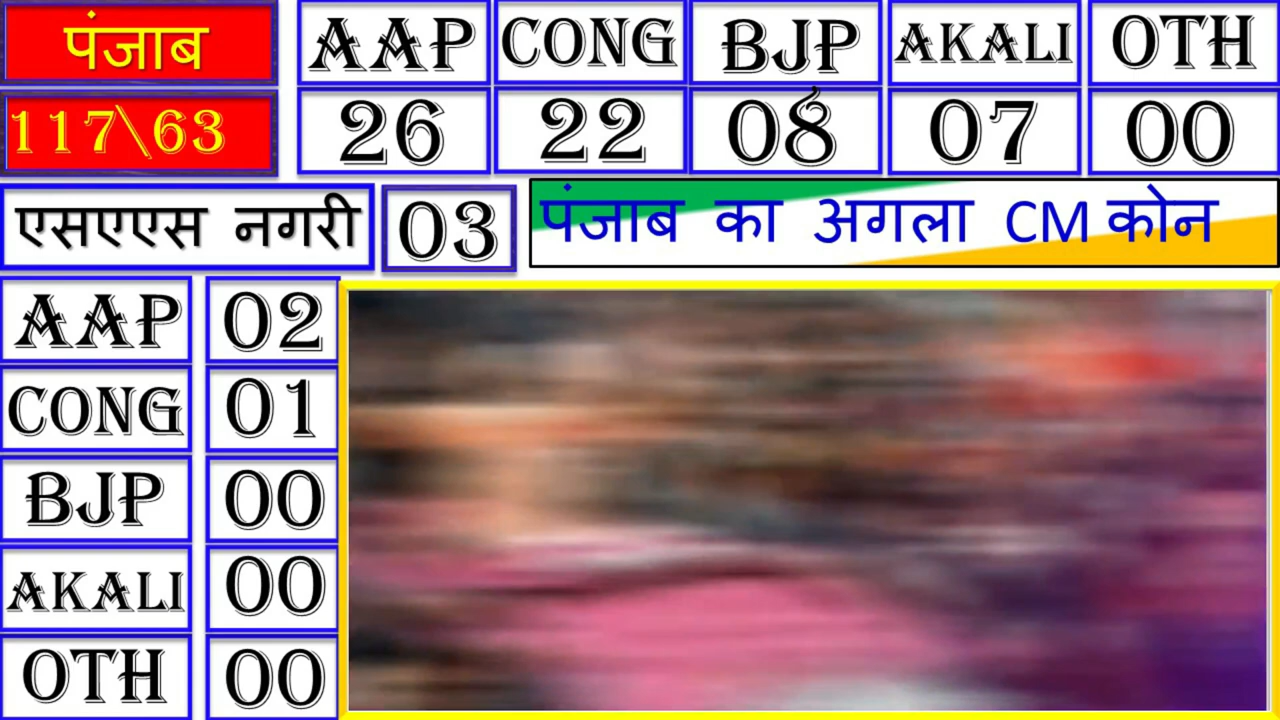 पंजाब AAP CONG BJP AKALI OTH
117\63 26 22 08 07 00
एसएएस नगरी 03 पंजाब का अगला CM कोन
AAP 02
CONG 01
BJP 00
AKALI 00
OTH 00